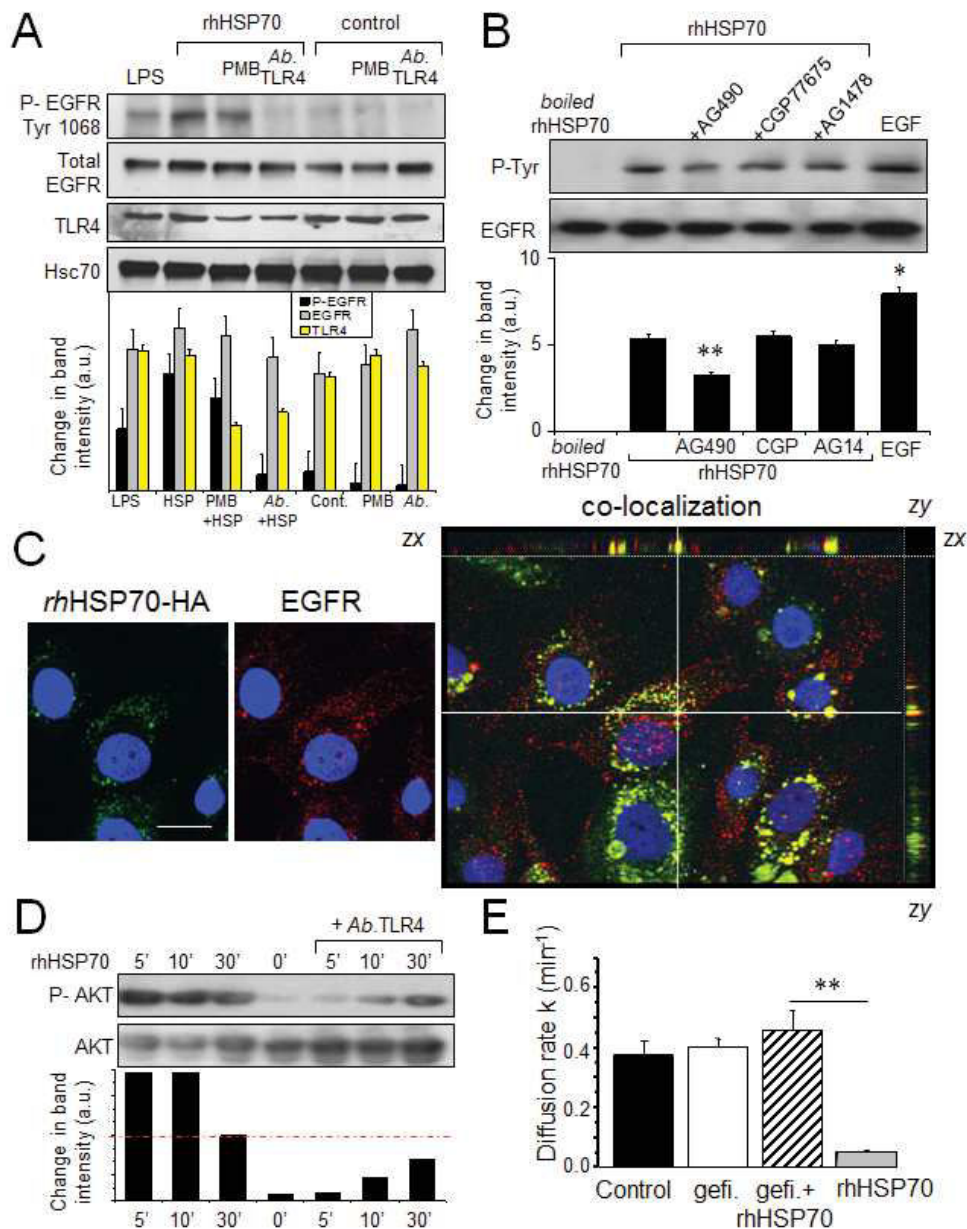 A
rhHSP70
control
LPS
PMB
Ab.
TLR4
PMB
Ab.
TLR4
P- EGFR
Tyr 1068
Total
EGFR
TLR4
Hsc70
P-EGFR
EGFR
TLR4
Change in band
intensity (a.u.)
LPS
HSP
PMB
+HSP
Ab.
+HSP
Cont.
PMB
Ab.
B
rhHSP70
boiled
rhHSP70
+AG490
+CGP77675
+AG1478
EGF
P-Tyr
EGFR
Change in band
intensity (a.u.)
10
5
0
**
*
boiled
rhHSP70
AG490
CGP
AG14
EGF
rhHSP70
C
rhHSP70-HA
EGFR
zx
co-localization
zy
zx
zy
D
+ Ab.TLR4
rhHSP70
5'
10'
30'
0'
5'
10'
30'
P- AKT
AKT
Change in band
intensity (a.u.)
5'
10'
30'
0'
5'
10'
30'
E
Diffusion rate k (min-1)
0.6
0.4
0.2
0.0
**
Control
gefi.
gefi.+
rhHSP70
rhHSP70